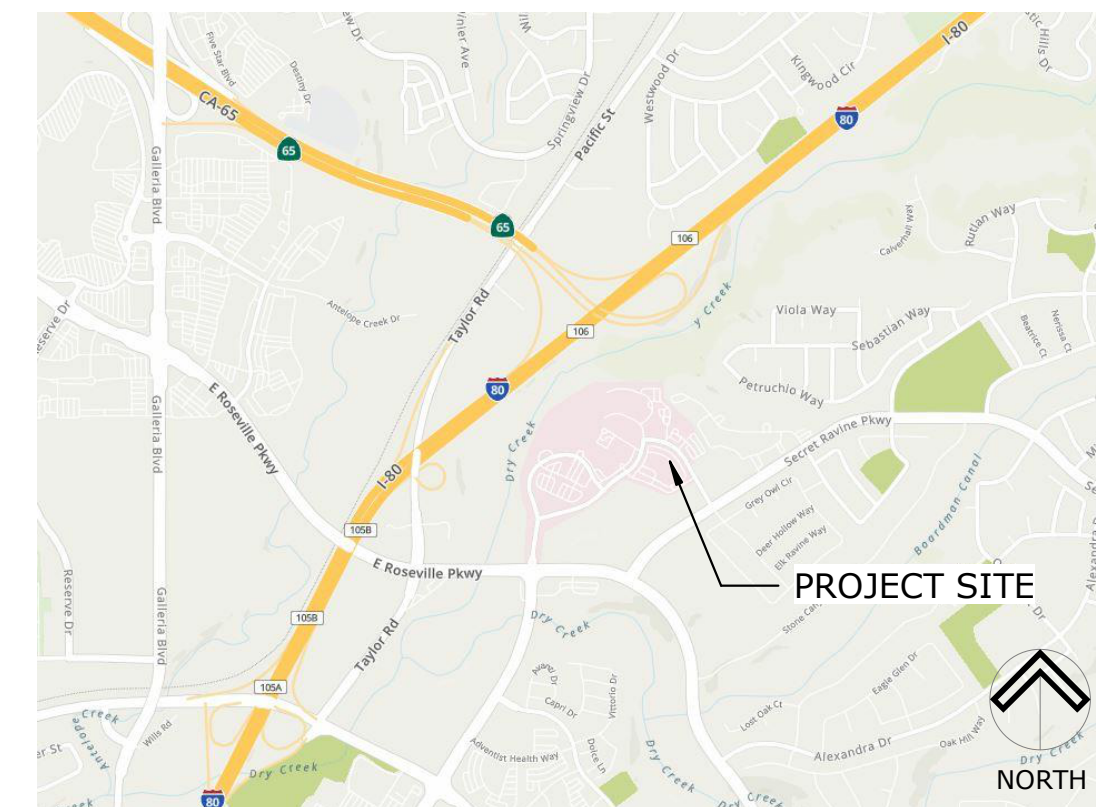 I-80
Kingwood Cir
Westwood Dr
Springview Dr
Pacific St
Five Star Blvd
Destiny Dr
CA-65
65
80
Galleria Blvd
65
106
Calverhall Way
Rutlan Way
Antelope Creek Dr
Taylor Rd
y Creek
Viola Way
Sebastian Way
Beatrice Ct
Nerissa Ct
106
80
Petruchio Way
E Roseville Pkwy
Galleria Blvd
Dry Creek
Secret Ravine Pkwy
I-80
Grey Owl Cir
Boardman Canal
Deer Hollow Way
Elk Ravine Way
105B
E Roseville Pkwy
PROJECT SITE
Reserve Dr
Galleria Blvd
105B
Taylor Rd
Dry Creek
105A
Capri Dr
Vittorio Dr
Eagle Glen Dr
Lost Oak Ct
Oak Hill Way
Alexandra Dr
Antelope Creek
Wills Rd
Dry Creek
Adventist Health Way
Dolce Ln
Dry Creek
Dry Creek
80
NORTH